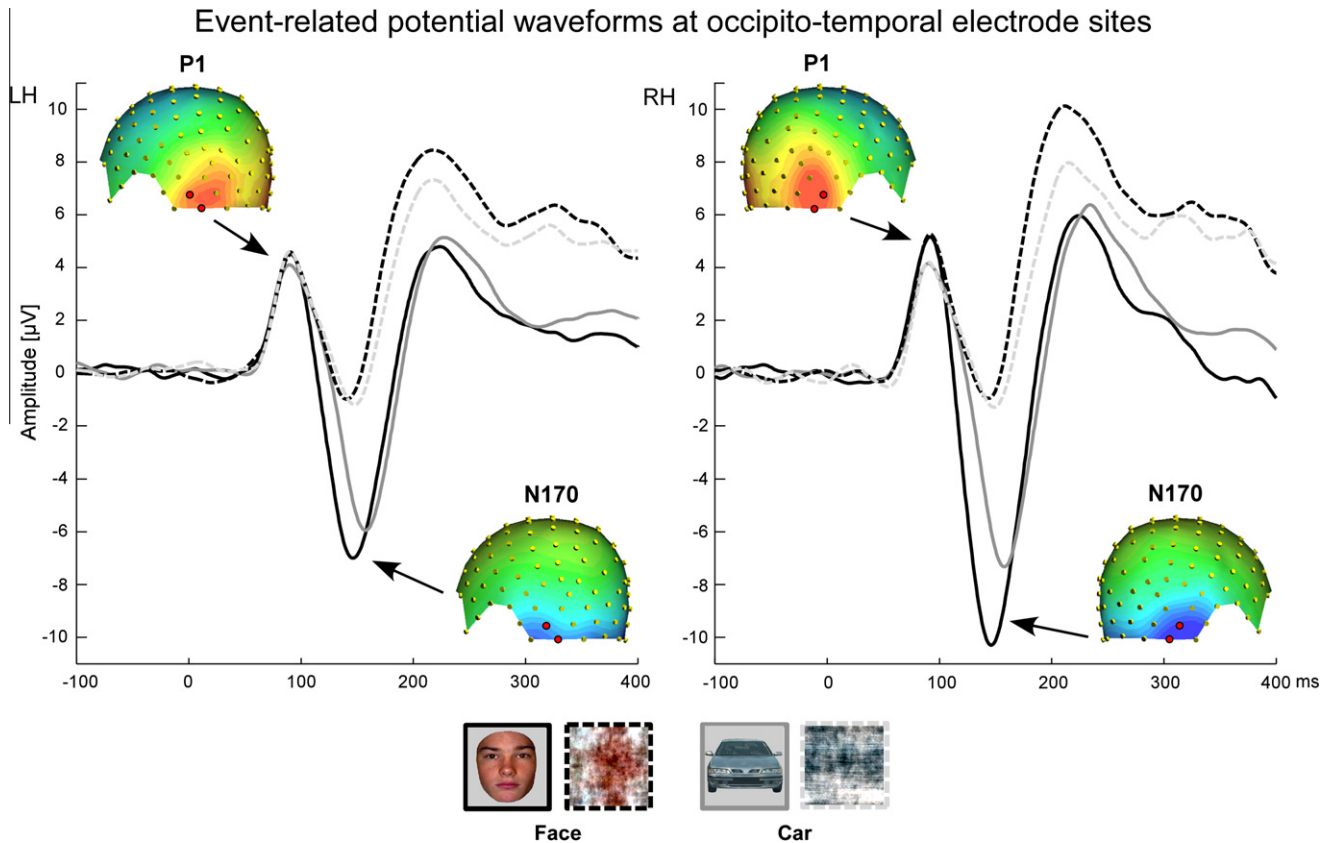 Event-related potential waveforms at occipito-temporal electrode sites
P1
LH
10
8
6
4
2
0
-2
-4
-6
-8
-10
Amplitude [µV]
N170
-100 0 100 200 300 400
P1
RH
10
8
6
4
2
0
-2
-4
-6
-8
-10
N170
-100 0 100 200 300 400 ms
Face Car